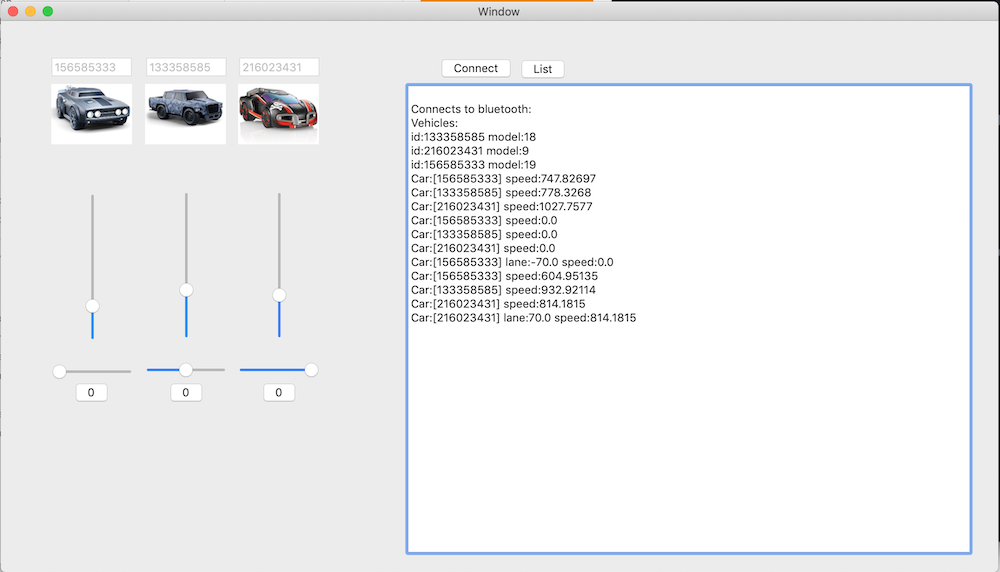 Window
156585333 133358585 216023431
Connect List
Connects to bluetooth:
Vehicles:
id:133358585 model:18
id:216023431 model:9
id:156585333 model:19
Car:[156585333] speed:747.82697
Car:[133358585] speed:778.3268
Car:[216023431] speed:1027.7577
Car:[156585333] speed:0.0
Car:[133358585] speed:0.0
Car:[216023431] speed:0.0
Car:[156585333] lane:-70.0 speed:0.0
Car:[156585333] speed:604.95135
Car:[133358585] speed:932.92114
Car:[216023431] speed:814.1815
Car:[216023431] lane:70.0 speed:814.1815
0 0 0